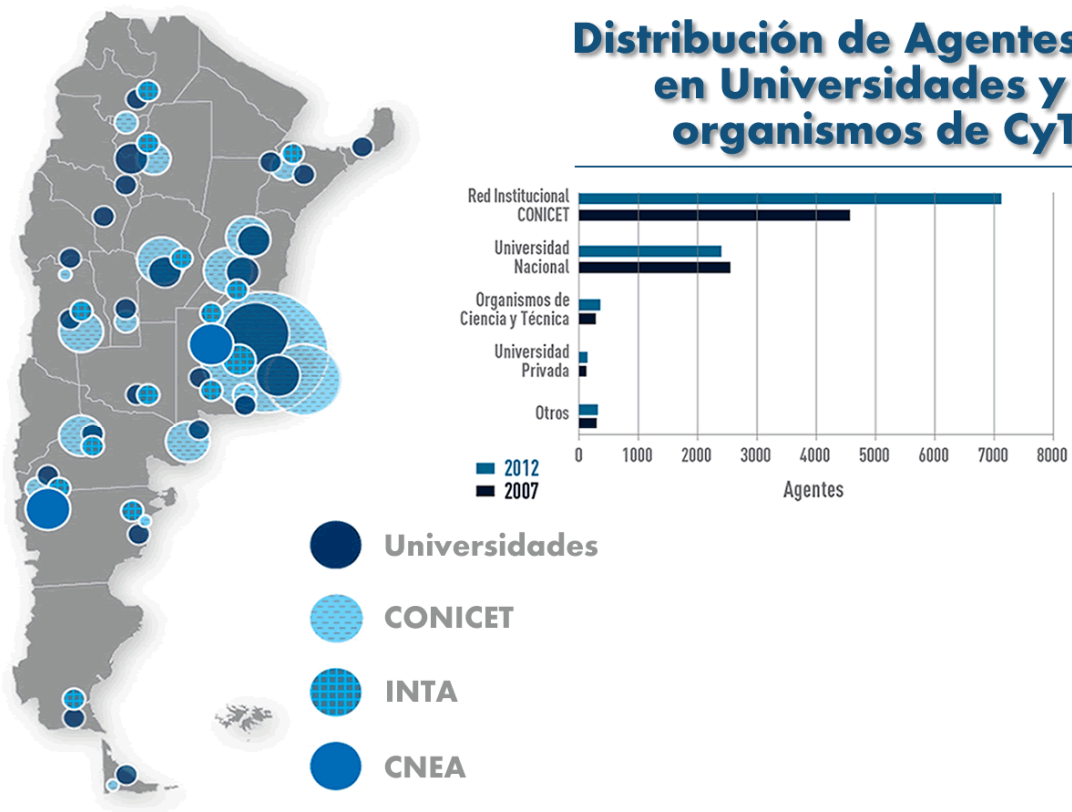 Distribución de Agentes
en Universidades y
organismos de CyT
Red Institucional
CONICET
Universidad
Nacional
Organismos de
Ciencia y Técnica
Universidad
Privada
Otros
0 1000 2000 3000 4000 5000 6000 7000 8000
Agentes
2012
2007
Universidades
CONICET
INTA
CNEA